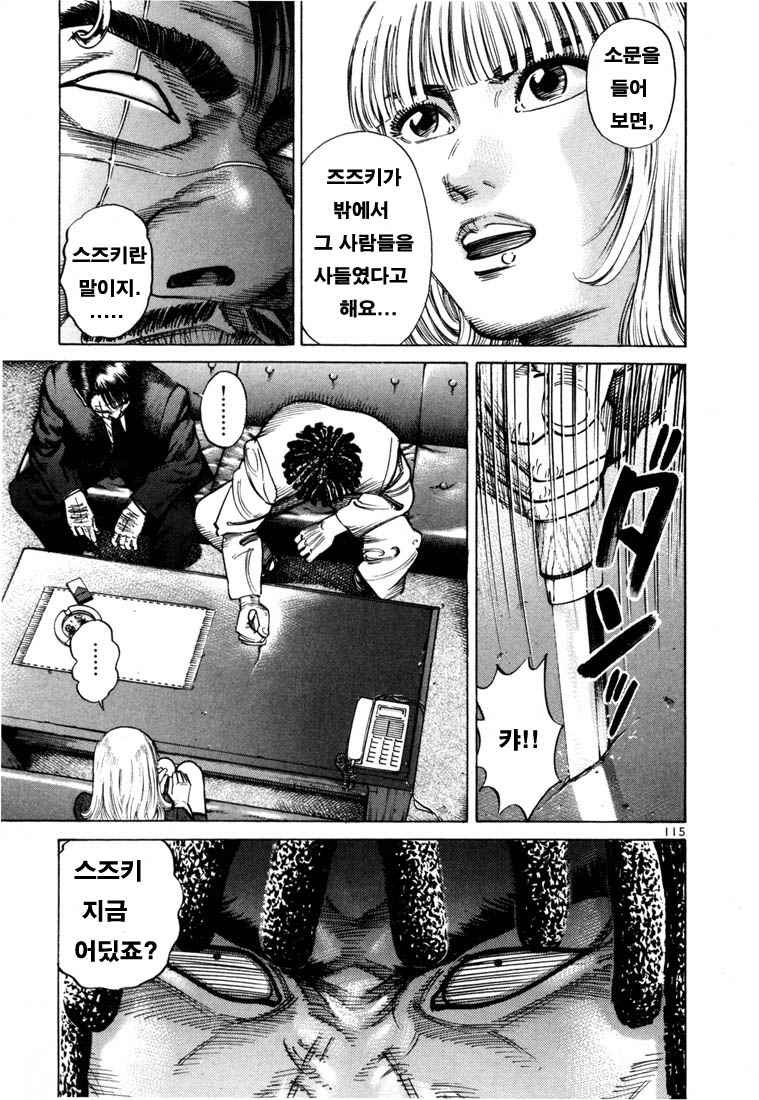 소문을
들어
보면,
즈즈키가
밖에서
그 사람들을
사들였다고
해요...
스즈키란
말이지.
.....
ダンッ
캬!!
!......
.....
115
스즈키
지금
어딨죠?